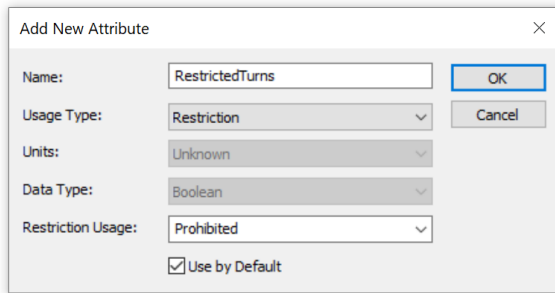 Add New Attribute
Name: RestrictedTurns OK
Usage Type: Restriction Cancel
Units: Unknown
Data Type: Boolean
Restriction Usage: Prohibited
Use by Default